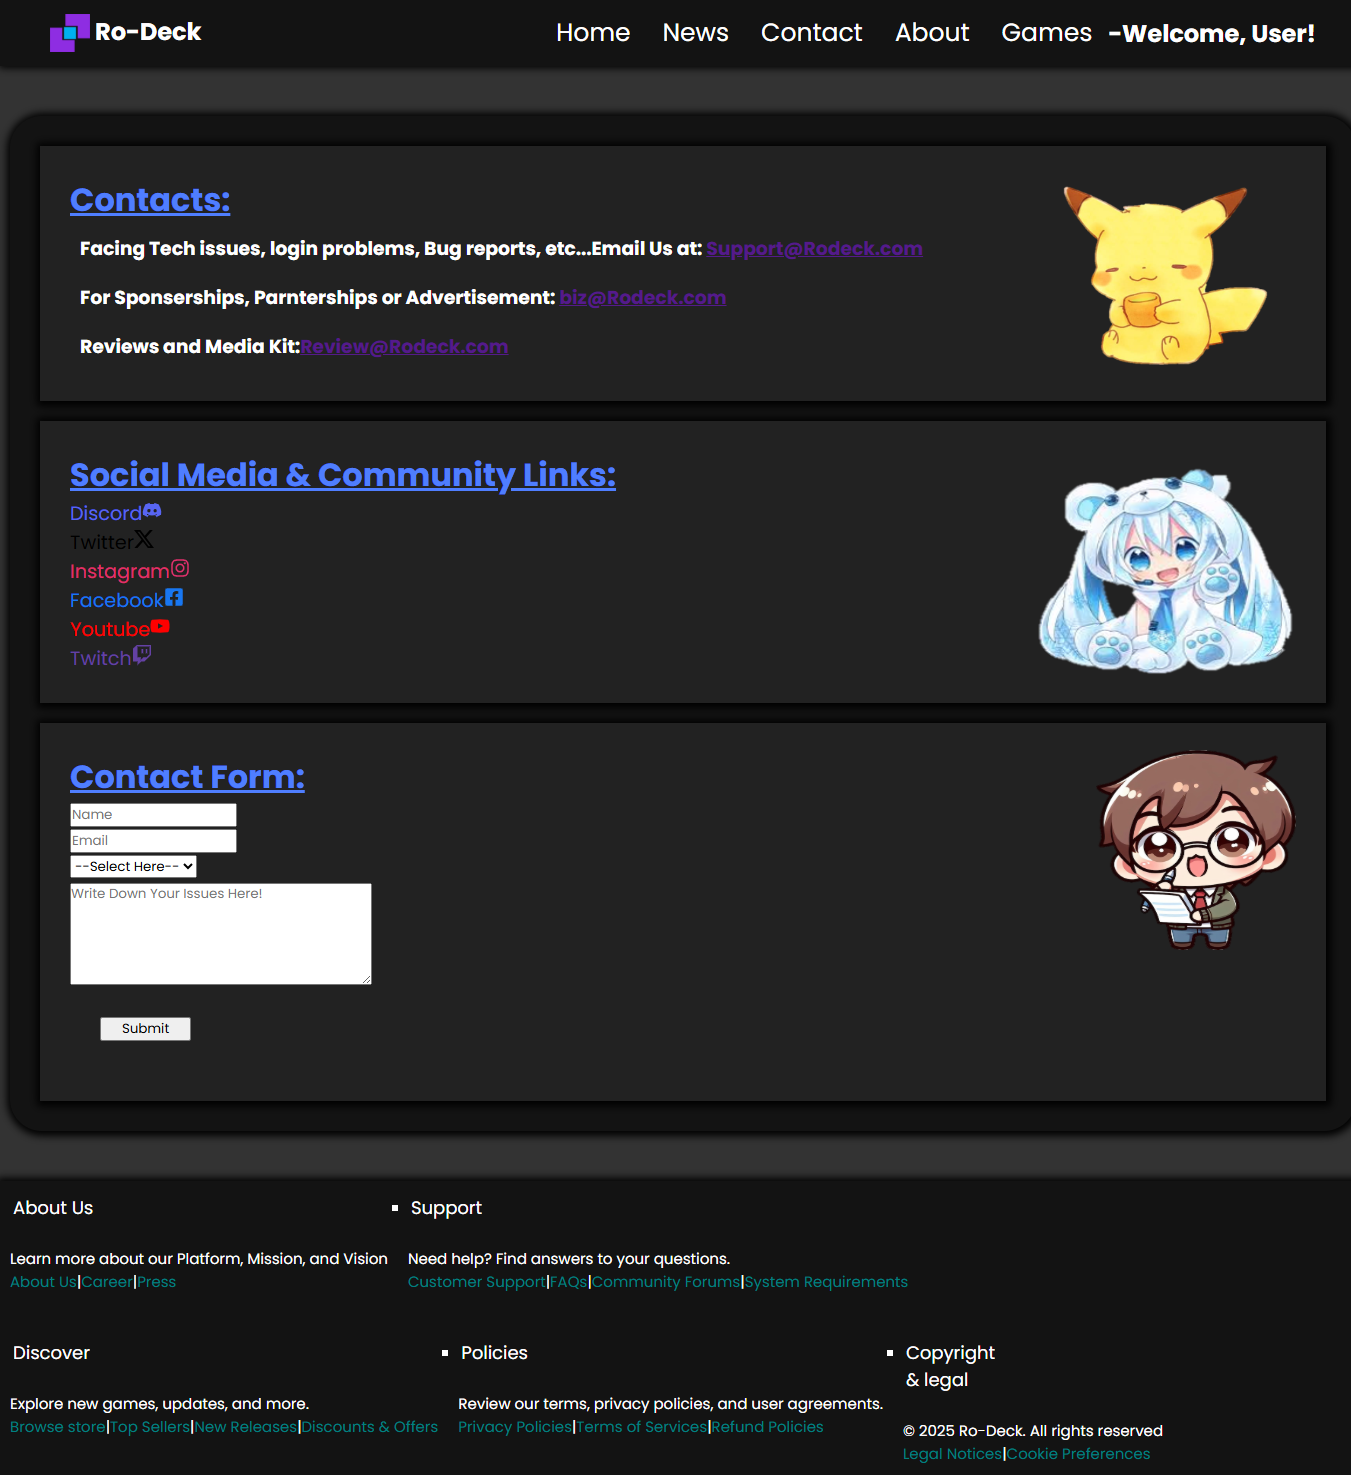 Ro-Deck
Home News Contact About Games -Welcome, User!
Contacts:
Facing Tech issues, login problems, Bug reports, etc...Email Us at: Support@Rodeck.com
For Sponserships, Parnterships or Advertisement: biz@Rodeck.com
Reviews and Media Kit:Review@Rodeck.com
Social Media & Community Links:
Discord
Twitter
Instagram
Facebook
Youtube
Twitch
Contact Form:
Name
Email
--Select Here--
Write Down Your Issues Here!
Submit
About Us
Learn more about our Platform, Mission, and Vision
About Us|Career|Press
Support
Need help? Find answers to your questions.
Customer Support|FAQs|Community Forums|System Requirements
Discover
Explore new games, updates, and more.
Browse store|Top Sellers|New Releases|Discounts & Offers
Policies
Review our terms, privacy policies, and user agreements.
Privacy Policies|Terms of Services|Refund Policies
Copyright
& legal
© 2025 Ro-Deck. All rights reserved
Legal Notices|Cookie Preferences